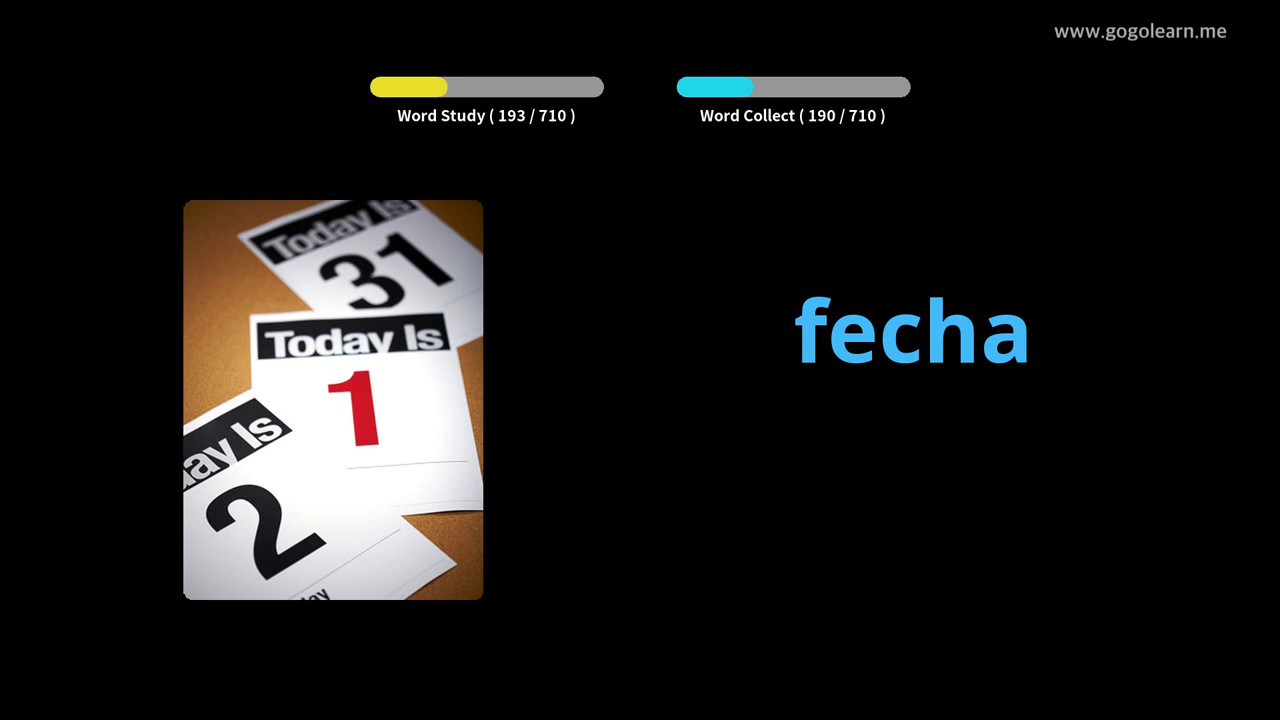 www.gogolearn.me
Word Study ( 193 / 710 )
Word Collect ( 190 / 710 )
Today Is
31
Today Is
1
ay Is
2
ay
fecha